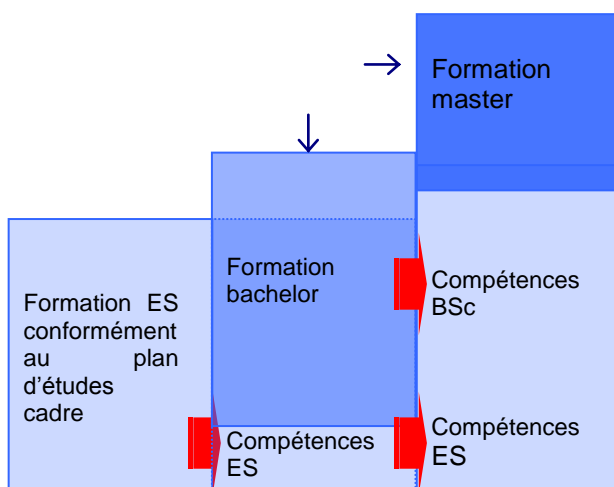 Formation
master
Formation
bachelor
Compétences
BSc
Formation ES
conformément
au plan
d’études
cadre
Compétences
ES
Compétences
ES